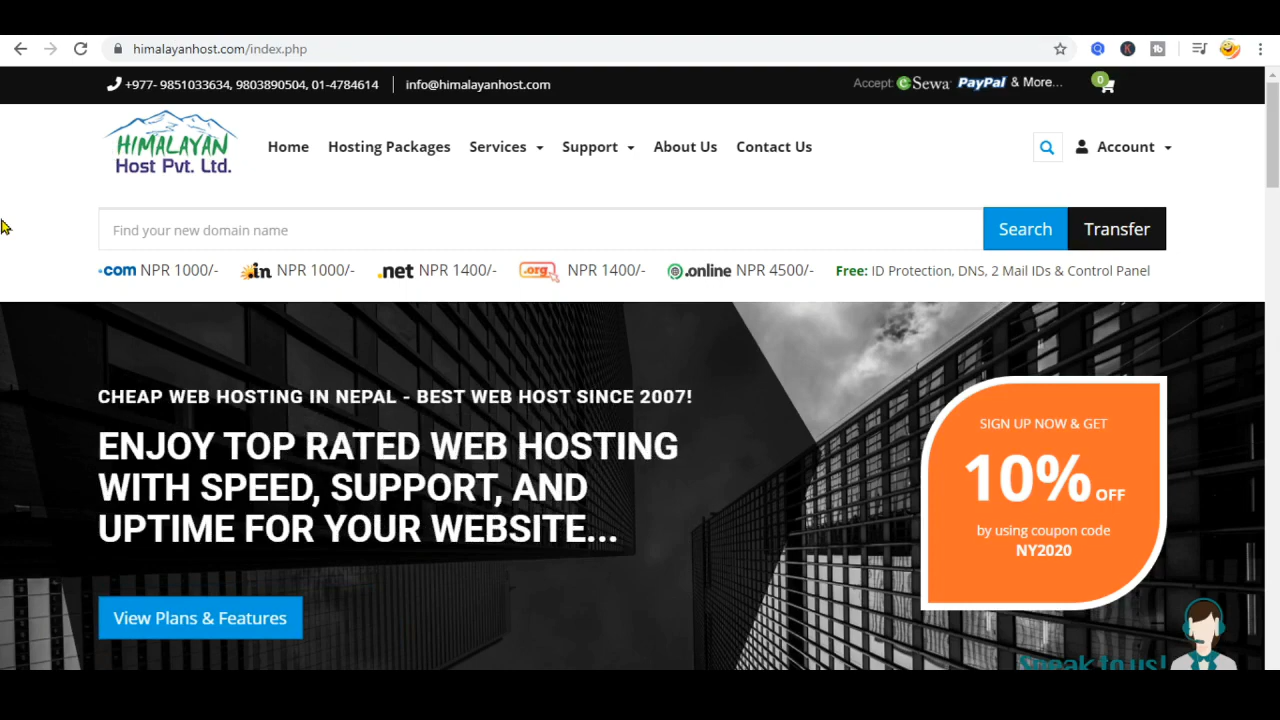 himalayanhost.com/index.php
+977- 9851033634, 9803890504, 01-4784614
info@himalayanhost.com
Accept: eSewa PayPal & More...
0
HIMALAYAN
Host Pvt. Ltd.
Home
Hosting Packages
Services
Support
About Us
Contact Us
Account
Find your new domain name
Search
Transfer
.com NPR 1000/-
.in NPR 1000/-
.net NPR 1400/-
.org NPR 1400/-
.online NPR 4500/-
Free: ID Protection, DNS, 2 Mail IDs & Control Panel
CHEAP WEB HOSTING IN NEPAL - BEST WEB HOST SINCE 2007!
ENJOY TOP RATED WEB HOSTING
WITH SPEED, SUPPORT, AND
UPTIME FOR YOUR WEBSITE...
View Plans & Features
SIGN UP NOW & GET
10% OFF
by using coupon code
NY2020
Speak to us!